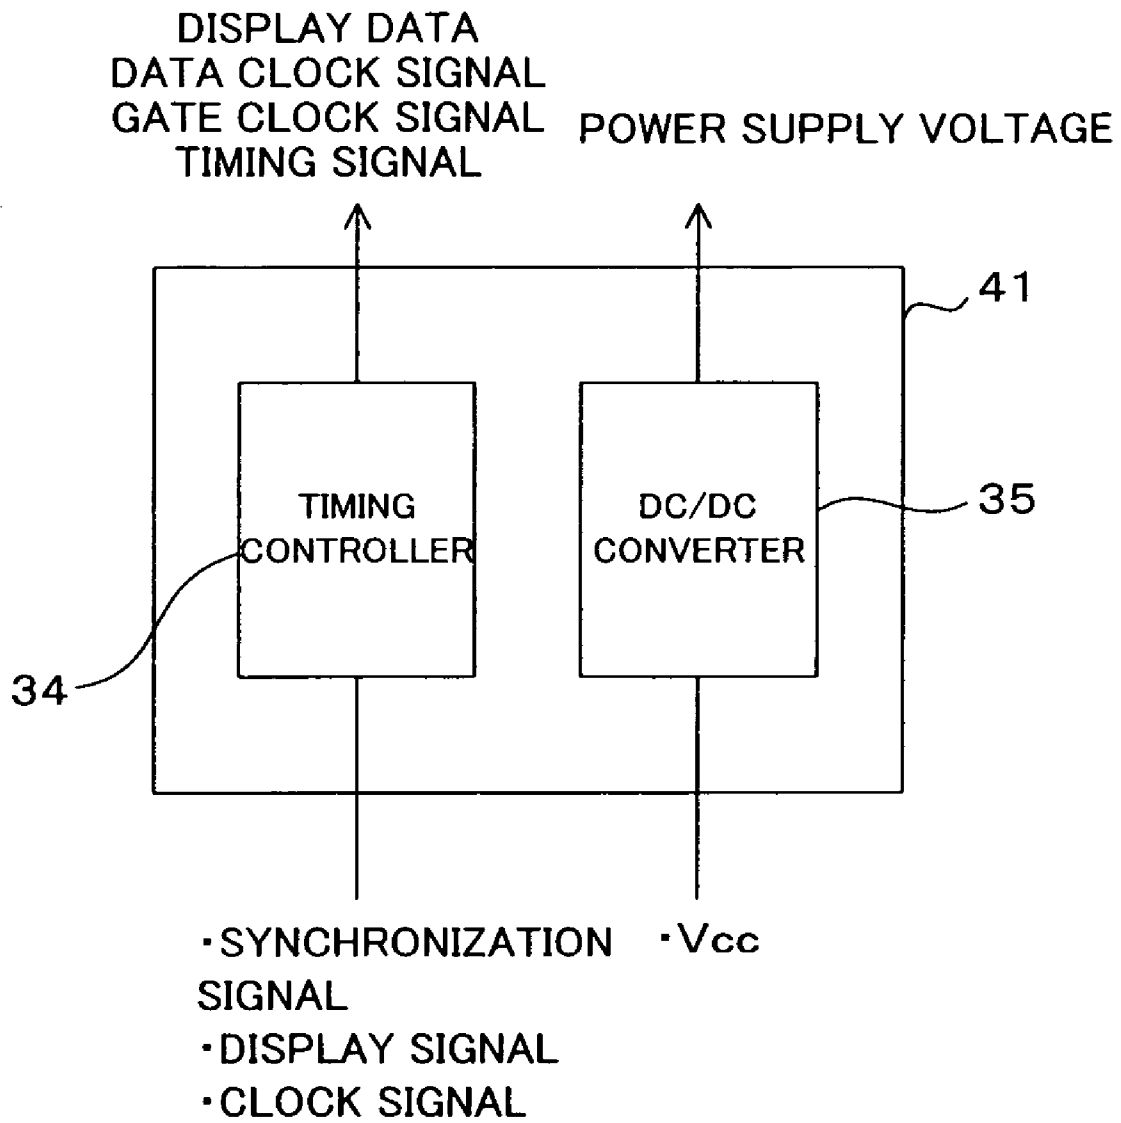 DISPLAY DATA
DATA CLOCK SIGNAL
GATE CLOCK SIGNAL
TIMING SIGNAL
POWER SUPPLY VOLTAGE
41
TIMING
CONTROLLER
DC/DC
CONVERTER
35
34
・SYNCHRONIZATION
SIGNAL
・DISPLAY SIGNAL
・CLOCK SIGNAL
・Vcc